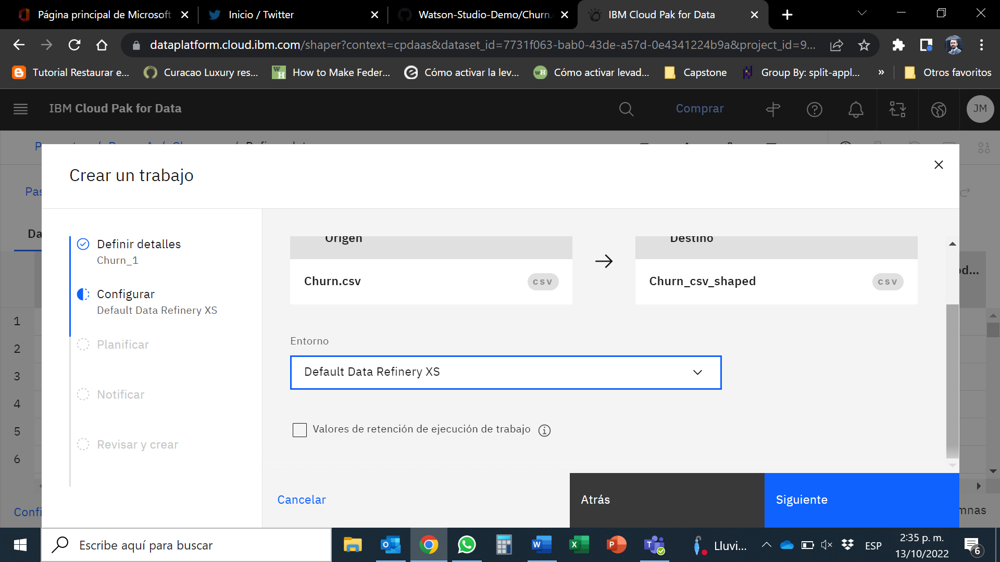 Página principal de Microsoft
Inicio / Twitter
Watson-Studio-Demo/Churn.
IBM Cloud Pak for Data
dataplatform.cloud.ibm.com/shaper?context=cpdaas&dataset_id=7731f063-bab0-43de-a57d-0e4341224b9a&project_id=9...
Tutorial Restaurar e...
Curacao Luxury res...
How to Make Feder...
Cómo activar la lev...
Cómo activar levad...
Capstone
Group By: split-appl...
»
Otros favoritos
IBM Cloud Pak for Data
Comprar
JM
Crear un trabajo
Pas
Da
Definir detalles
Churn_1
Configurar
Default Data Refinery XS
Planificar
Notificar
Revisar y crear
Origen
Destino
Churn.csv
CSV
Churn_csv_shaped
CSV
od...
1
2
3
4
5
6
Entorno
Default Data Refinery XS
Valores de retención de ejecución de trabajo
Cancelar
Atrás
Siguiente
Confi
mnas
Escribe aquí para buscar
Lluvi...
ESP
2:35 p. m.
13/10/2022
6